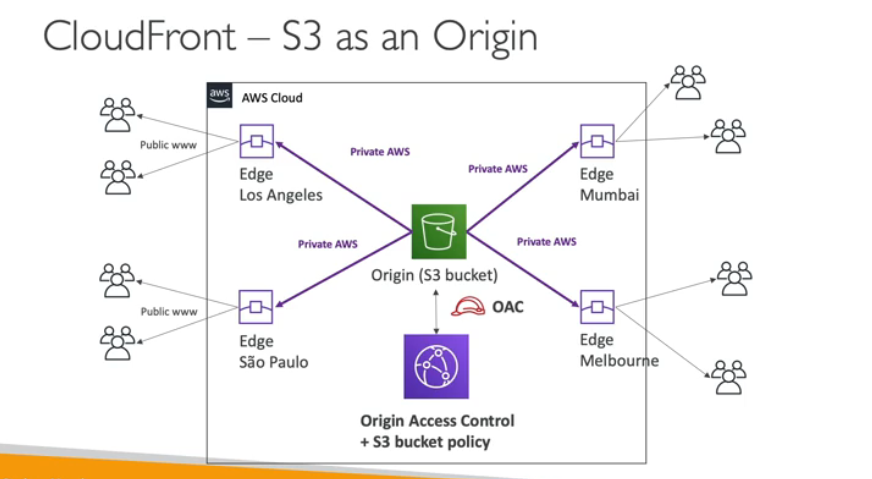 CloudFront – S3 as an Origin
aws
AWS Cloud
Public www
Edge
Los Angeles
Private AWS
Private AWS
Edge
Mumbai
Private AWS
Private AWS
Origin (S3 bucket)
OAC
Public www
Edge
São Paulo
Edge
Melbourne
Origin Access Control
+ S3 bucket policy